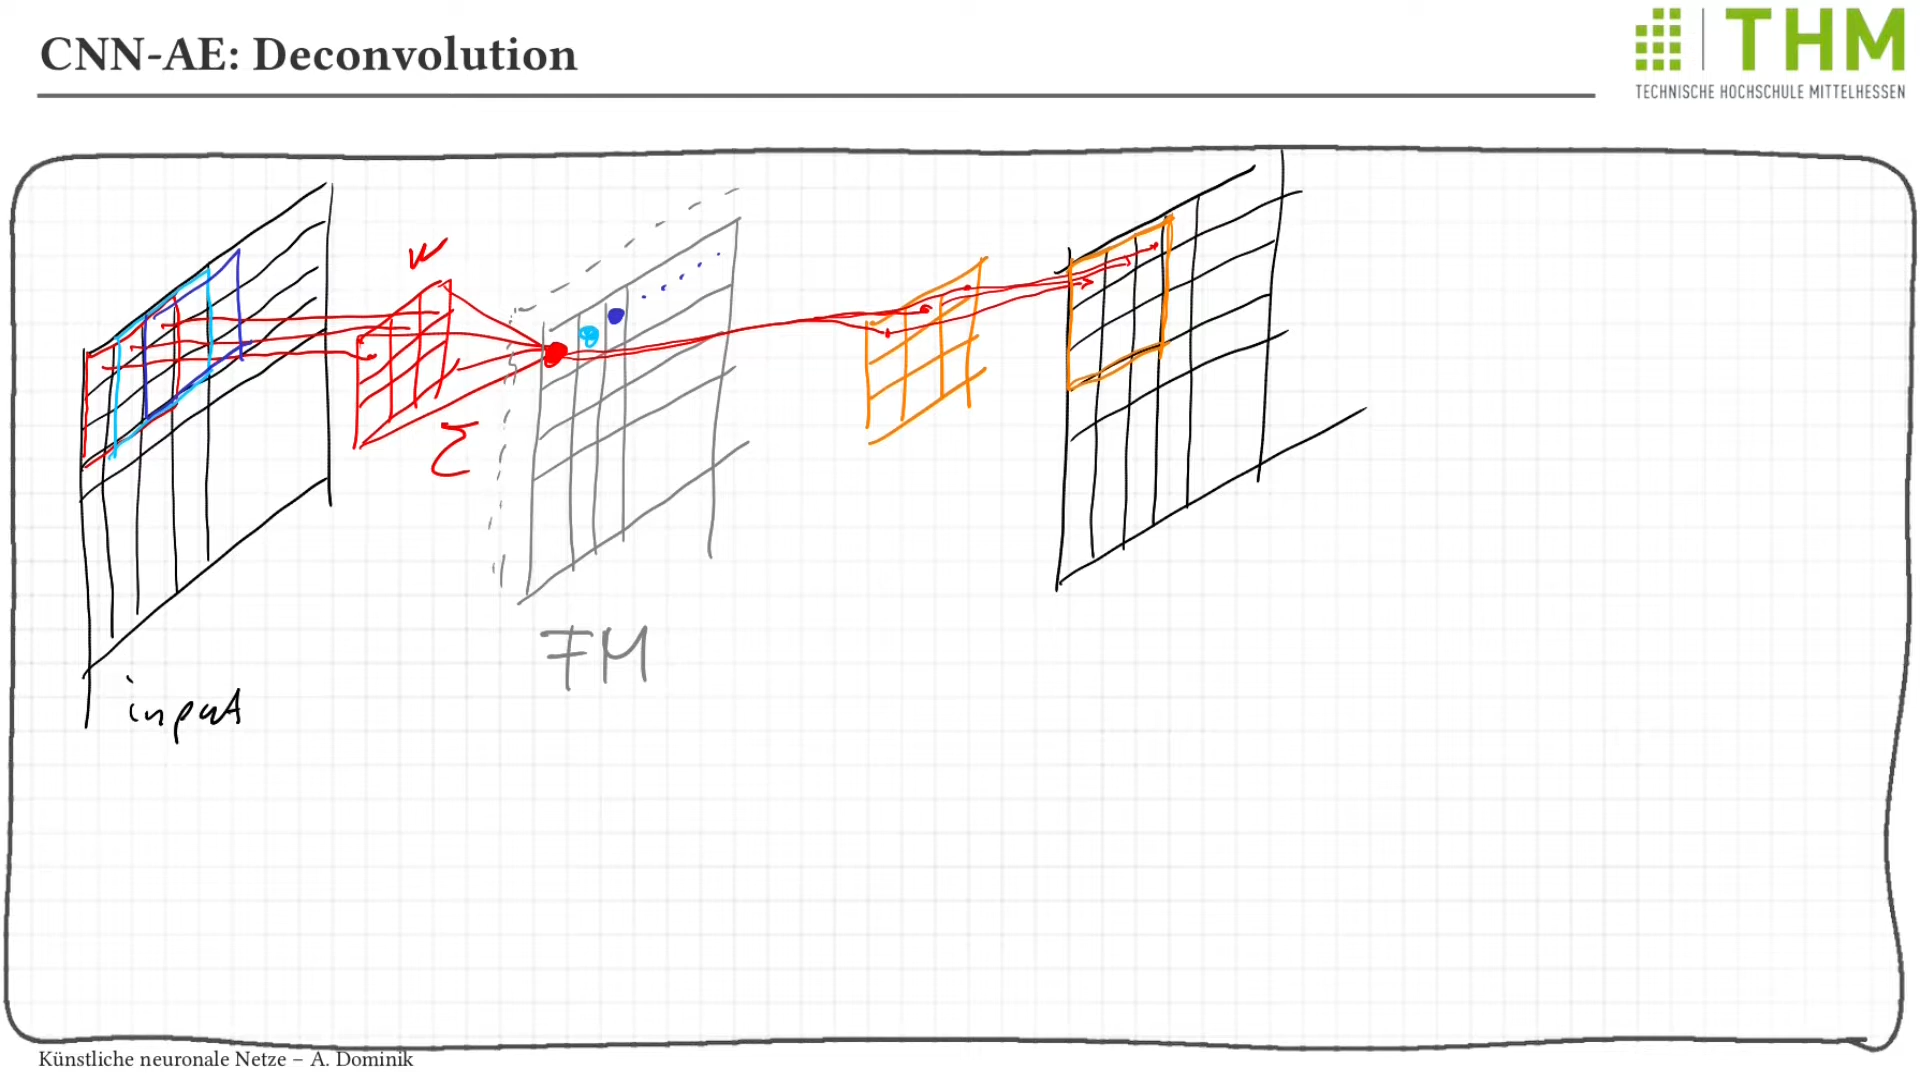 CNN-AE: Deconvolution
THM
TECHNISCHE HOCHSCHULE MITTELHESSEN
w
Σ
FM
input
Künstliche neuronale Netze – A. Dominik